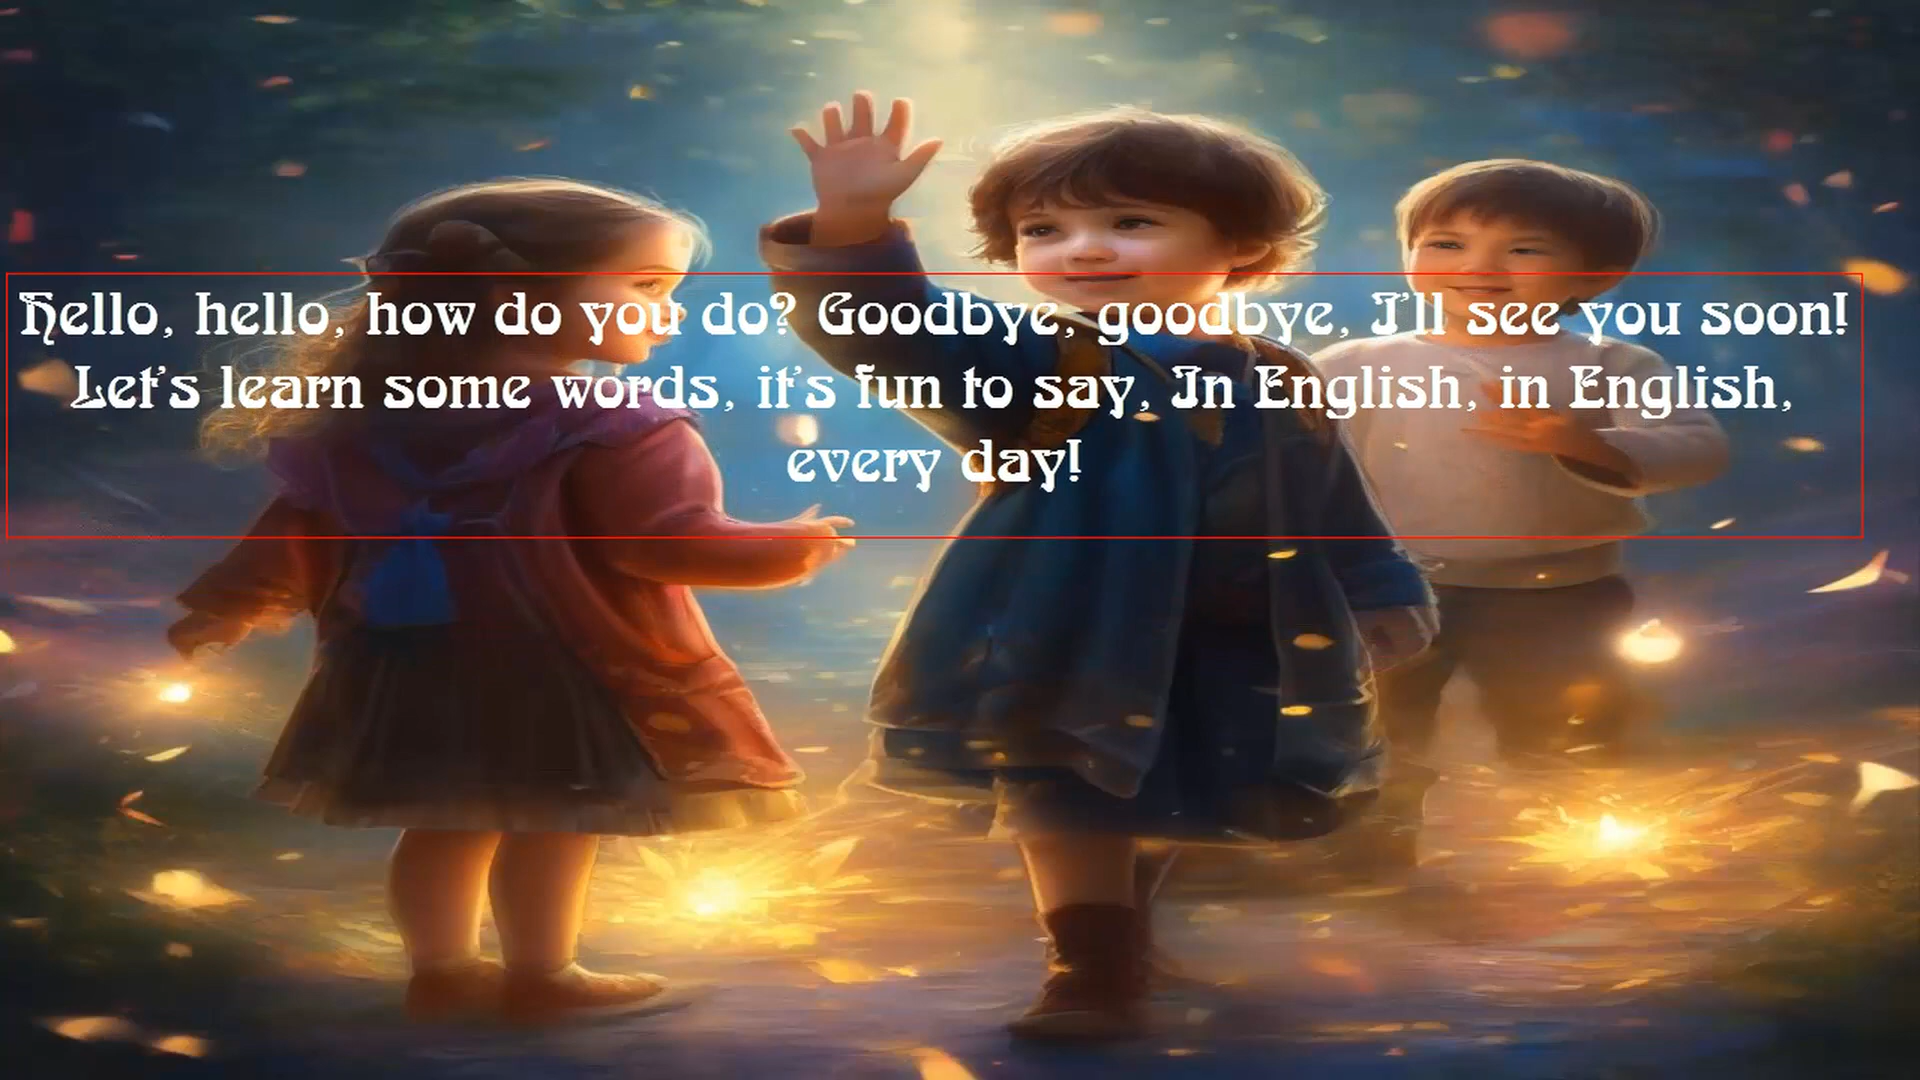 Hello, hello, how do you do? Goodbye, goodbye, I'll see you soon!
Let's learn some words, it's fun to say, In English, in English,
every day!